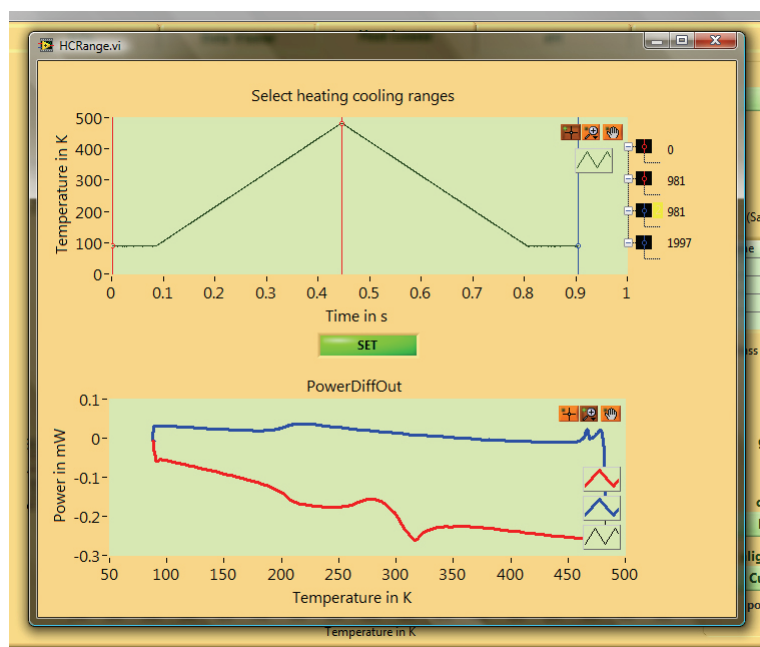 HCRange.vi
Select heating cooling ranges
Temperature in K
500
400
300
200
100
0
0 0.1 0.2 0.3 0.4 0.5 0.6 0.7 0.8 0.9 1
Time in s
0
981
981
1997
SET
PowerDiffOut
Power in mW
0.1
0
-0.1
-0.2
-0.3
50 100 150 200 250 300 350 400 450 500
Temperature in K
Temperature in K